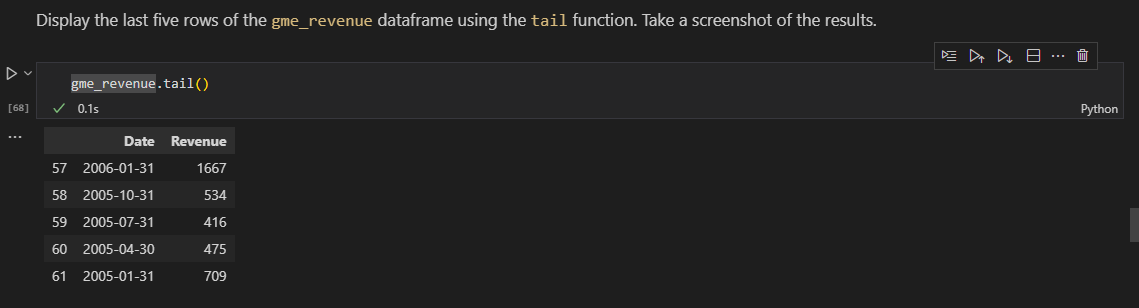 Display the last five rows of the gme_revenue dataframe using the tail function. Take a screenshot of the results.
gme_revenue.tail()
[68]
0.1s
Python
Date Revenue
57 2006-01-31 1667
58 2005-10-31 534
59 2005-07-31 416
60 2005-04-30 475
61 2005-01-31 709